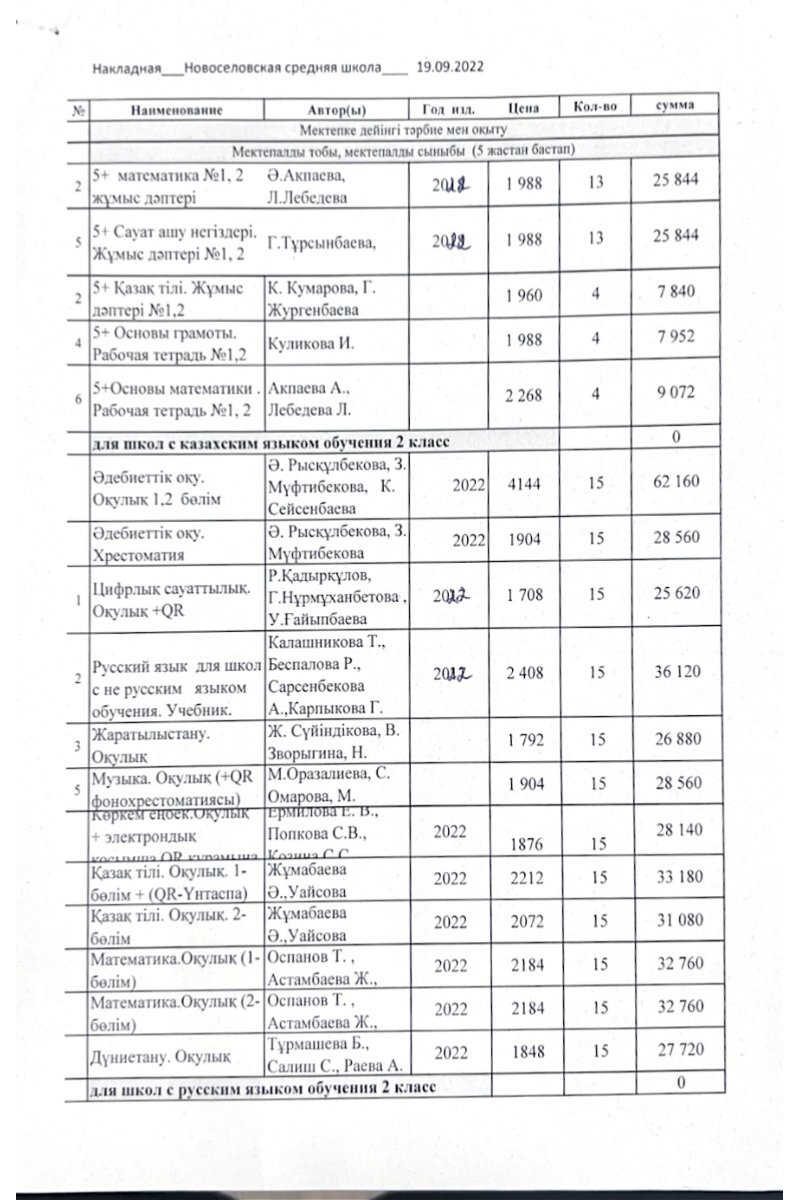 Накладная___Новоселовская средняя школа____ 19.09.2022
№ Наименование Автор(ы) Год изд. Цена Кол-во сумма
Мектепке дейінгі тәрбие мен оқыту
Мектепалды тобы, мектепалды сыныбы (5 жастан бастап)
2 5+ математика №1, 2 жұмыс дәптері Ә.Акпаева, Л.Лебедева 2022 1 988 13 25 844
5 5+ Сауат ашу негіздері. Жұмыс дәптері №1, 2 Г.Тұрсынбаева, 2022 1 988 13 25 844
2 5+ Қазақ тілі. Жұмыс дәптері №1,2 К. Кумарова, Г. Жургенбаева 1 960 4 7 840
4 5+ Основы грамоты. Рабочая тетрадь №1,2 Куликова И. 1 988 4 7 952
6 5+Основы математики . Рабочая тетрадь №1, 2 Акпаева А., Лебедева Л. 2 268 4 9 072
для школ с казахским языком обучения 2 класс 0
Әдебиеттік оқу. Оқулық 1,2 бөлім Ә. Рысқұлбекова, З. Мұфтибекова, К. Сейсенбаева 2022 4144 15 62 160
Әдебиеттік оқу. Хрестоматия Ә. Рысқұлбекова, З. Мұфтибекова 2022 1904 15 28 560
1 Цифрлық сауаттылық. Оқулық +QR Р.Қадырқұлов, Г.Нұрмұханбетова , У.Ғайыпбаева 2022 1 708 15 25 620
2 Русский язык для школ с не русским языком обучения. Учебник. Калашникова Т., Беспалова Р., Сарсенбекова А.,Карпыкова Г. 2022 2 408 15 36 120
3 Жаратылыстану. Оқулық Ж. Сүйіндікова, В. Зворыгина, Н. 1 792 15 26 880
5 Музыка. Оқулық (+QR фонохрестоматиясы) М.Оразалиева, С. Омарова, М. 1 904 15 28 560
Көркем еңбек.Оқулық + электрондық қосымша QR құрамына Ермилова Е. В., Попкова С.В., Козина С.С. 2022 1876 15 28 140
Қазақ тілі. Оқулық. 1-бөлім + (QR-Үнтаспа) Жұмабаева Ә.,Уайсова 2022 2212 15 33 180
Қазақ тілі. Оқулық. 2-бөлім Жұмабаева Ә.,Уайсова 2022 2072 15 31 080
Математика.Оқулық (1-бөлім) Оспанов Т. , Астамбаева Ж., 2022 2184 15 32 760
Математика.Оқулық (2-бөлім) Оспанов Т. , Астамбаева Ж., 2022 2184 15 32 760
Дүниетану. Оқулық Тұрмашева Б., Салиш С., Раева А. 2022 1848 15 27 720
для школ с русским языком обучения 2 класс 0